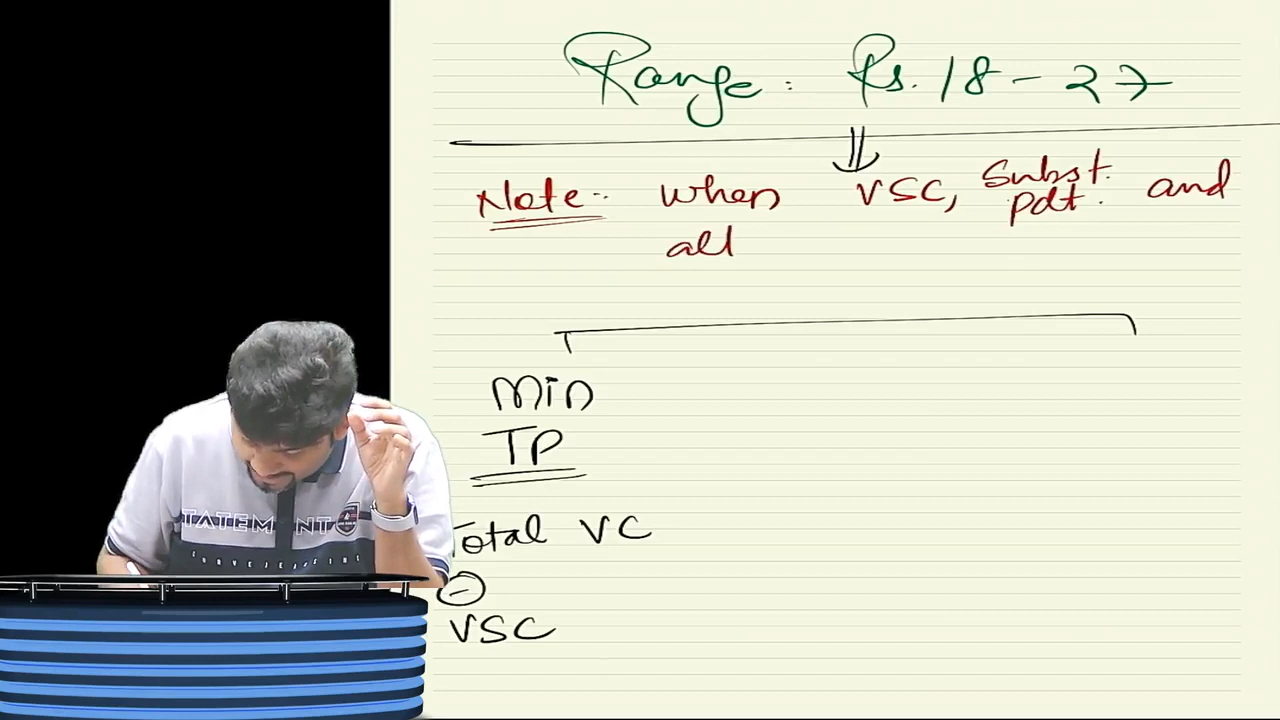 Range: Rs. 18 - 27
Note:- when VSC, Subst. pdt. and
all
Min
TP
Total VC
-
VSC
TATEMENT